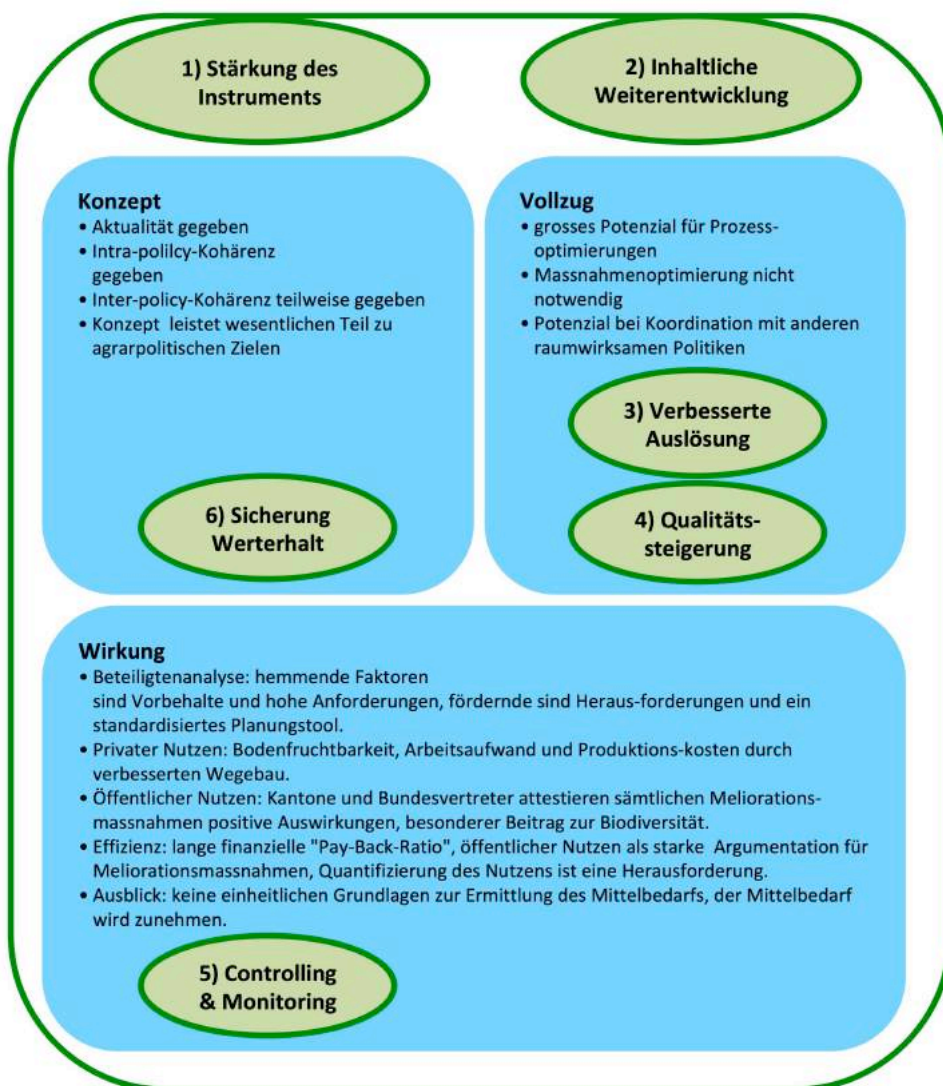 1) Stärkung des
Instruments
2) Inhaltliche
Weiterentwicklung
Konzept
• Aktualität gegeben
• Intra-polilcy-Kohärenz
gegeben
• Inter-policy-Kohärenz teilweise gegeben
• Konzept leistet wesentlichen Teil zu
agrarpolitischen Zielen
6) Sicherung
Werterhalt
Vollzug
• grosses Potenzial für Prozess-
optimierungen
• Massnahmenoptimierung nicht
notwendig
• Potenzial bei Koordination mit anderen
raumwirksamen Politiken
3) Verbesserte
Auslösung
4) Qualitäts-
steigerung
Wirkung
• Beteiligtenanalyse: hemmende Faktoren
sind Vorbehalte und hohe Anforderungen, fördernde sind Heraus-forderungen und ein
standardisiertes Planungstool.
• Privater Nutzen: Bodenfruchtbarkeit, Arbeitsaufwand und Produktions-kosten durch
verbesserten Wegebau.
• Öffentlicher Nutzen: Kantone und Bundesvertreter attestieren sämtlichen Meliorations-
massnahmen positive Auswirkungen, besonderer Beitrag zur Biodiversität.
• Effizienz: lange finanzielle "Pay-Back-Ratio", öffentlicher Nutzen als starke Argumentation für
Meliorationsmassnahmen, Quantifizierung des Nutzens ist eine Herausforderung.
• Ausblick: keine einheitlichen Grundlagen zur Ermittlung des Mittelbedarfs, der Mittelbedarf
wird zunehmen.
5) Controlling
& Monitoring